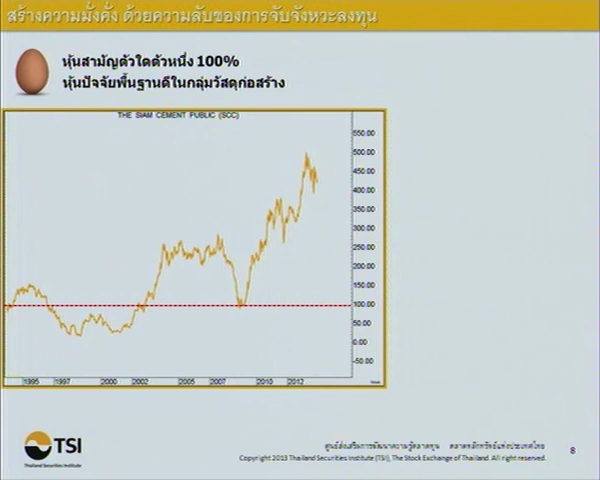 สร้างความมั่งคั่ง ด้วยความลับของการจับจังหวะลงทุน
หุ้นสามัญตัวใดตัวหนึ่ง 100%
หุ้นปัจจัยพื้นฐานดีในกลุ่มวัสดุก่อสร้าง
THE SIAM CEMENT PUBLIC (SCC)
550.00
500.00
450.00
400.00
350.00
300.00
250.00
200.00
150.00
100.00
50.00
0.00
-50.00
1995 1997 2000 2002 2005 2007 2010 2012
TSI
Thailand Securities Institute
ศูนย์ส่งเสริมการพัฒนาความรู้ตลาดทุน ตลาดหลักทรัพย์แห่งประเทศไทย
Copyright 2013 Thailand Securities Institute (TSI), The Stock Exchange of Thailand. All right reserved.
8